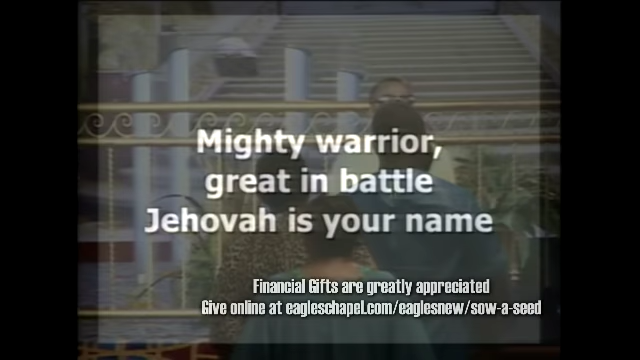 Mighty warrior,
great in battle
Jehovah is your name
Financial Gifts are greatly appreciated
Give online at eagleschapel.com/eaglesnew/sow-a-seed